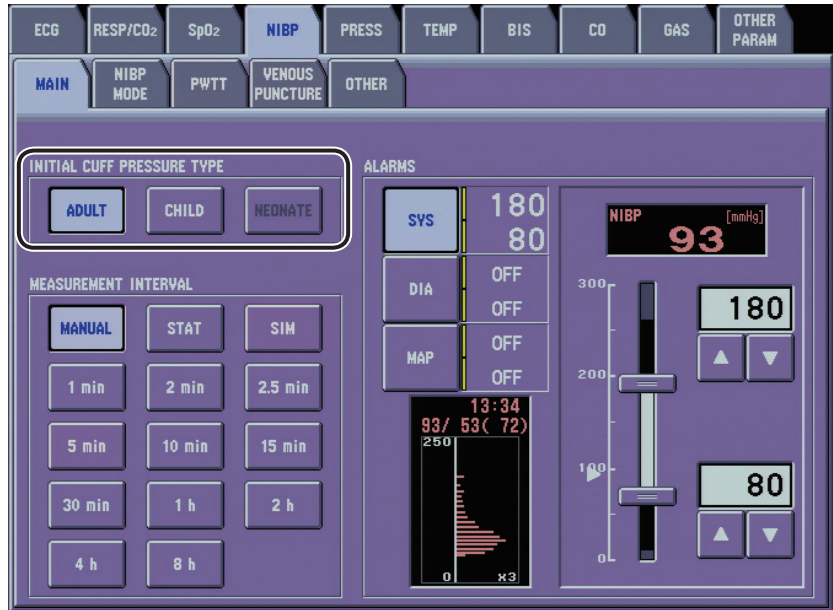 ECG RESP/CO2 SpO2 NIBP PRESS TEMP BIS CO GAS OTHER PARAM
MAIN NIBP MODE PWTT VENOUS PUNCTURE OTHER
INITIAL CUFF PRESSURE TYPE
ADULT CHILD NEONATE
MEASUREMENT INTERVAL
MANUAL STAT SIM
1 min 2 min 2.5 min
5 min 10 min 15 min
30 min 1 h 2 h
4 h 8 h
ALARMS
SYS 180
80
DIA OFF
OFF
MAP OFF
OFF
13:34
93/ 53( 72)
250
0 x3
NIBP [mmHg]
93
300
200
100
0
180
▲ ▼
80
▲ ▼